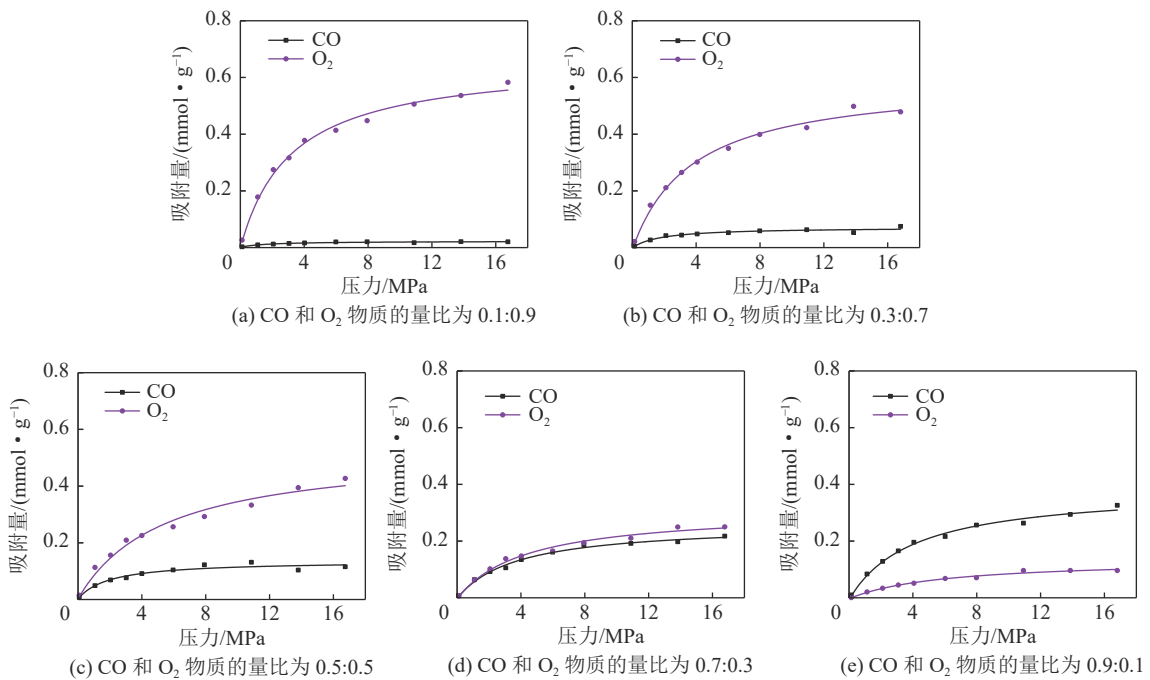 0.8
0.6
0.4
0.2
0
4
8
12
16
CO
O₂
吸附量/(mmol·g⁻¹)
压力/MPa
(a) CO 和 O₂ 物质的量比为 0.1:0.9
0.8
0.6
0.4
0.2
0
4
8
12
16
CO
O₂
吸附量/(mmol·g⁻¹)
压力/MPa
(b) CO 和 O₂ 物质的量比为 0.3:0.7
0.8
0.6
0.4
0.2
0
4
8
12
16
CO
O₂
吸附量/(mmol·g⁻¹)
压力/MPa
(c) CO 和 O₂ 物质的量比为 0.5:0.5
0.8
0.6
0.4
0.2
0
4
8
12
16
CO
O₂
吸附量/(mmol·g⁻¹)
压力/MPa
(d) CO 和 O₂ 物质的量比为 0.7:0.3
0.8
0.6
0.4
0.2
0
4
8
12
16
CO
O₂
吸附量/(mmol·g⁻¹)
压力/MPa
(e) CO 和 O₂ 物质的量比为 0.9:0.1